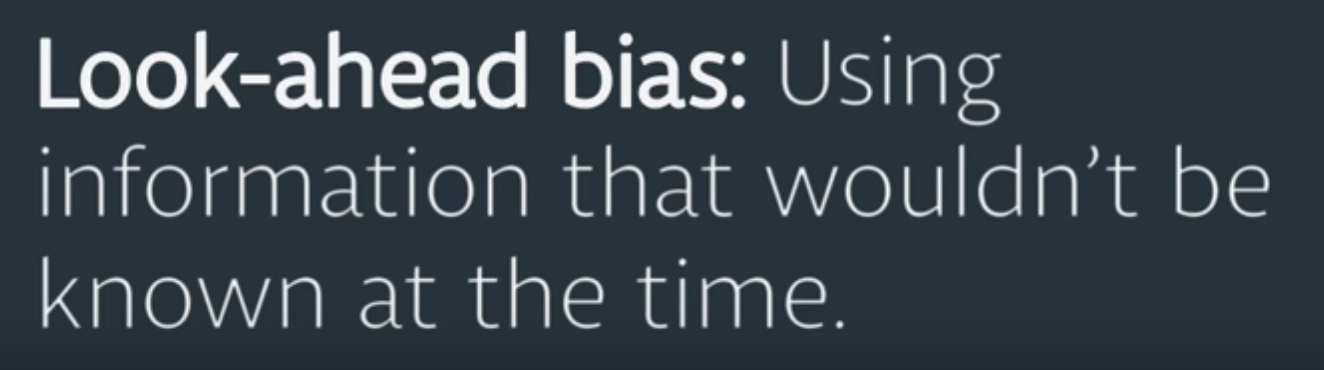 Look-ahead bias: Using
information that wouldn’t be
known at the time.